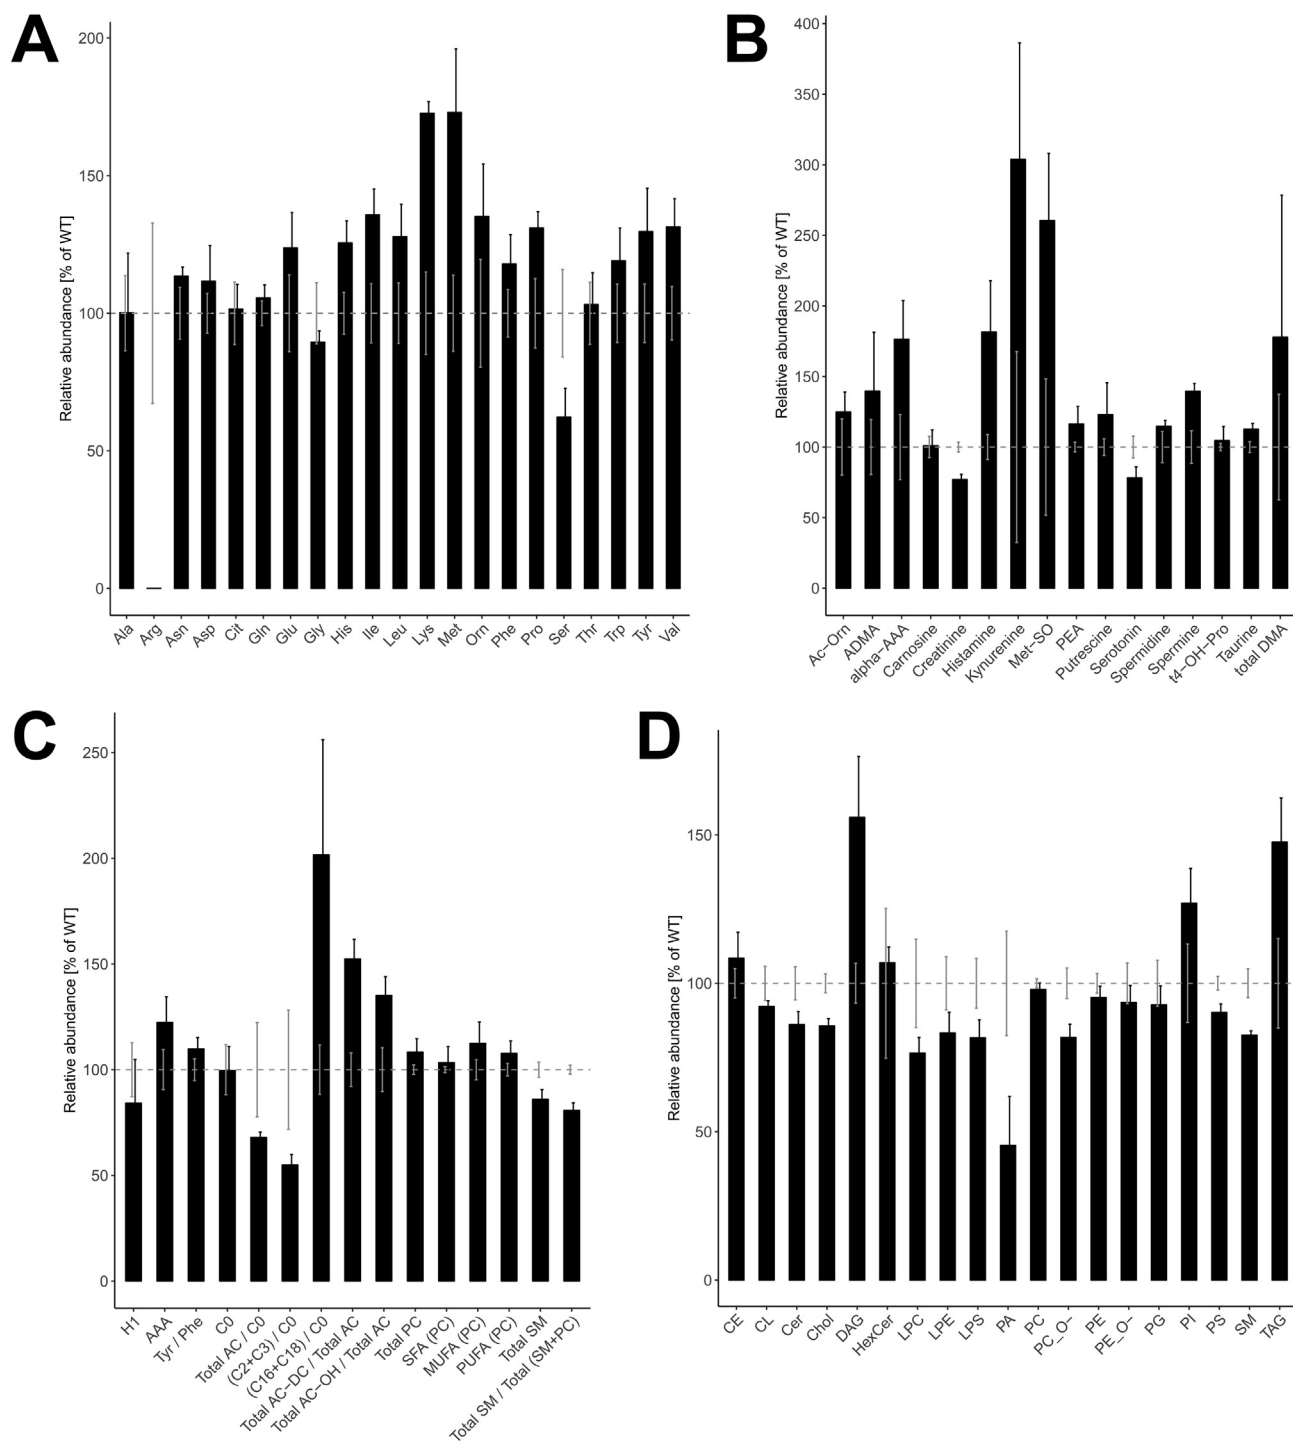 A
Relative abundance [% of WT]
200
150
100
50
0
Ala Arg Asn Asp Cit Gln Glu Gly His Ile Leu Lys Met Orn Phe Pro Ser Thr Trp Tyr Val
B
Relative abundance [% of WT]
400
350
300
250
200
150
100
50
0
Ac−Orn ADMA alpha−AAA Carnosine Creatinine Histamine Kynurenine Met−SO PEA Putrescine Serotonin Spermidine Spermine t4−OH−Pro Taurine total DMA
C
Relative abundance [% of WT]
250
200
150
100
50
0
H1 AAA Tyr / Phe C0 Total AC / C0 (C2+C3) / C0 (C16+C18) / C0 Total AC−DC / Total AC Total AC−OH / Total AC Total PC SFA (PC) MUFA (PC) PUFA (PC) Total SM Total SM / Total (SM+PC)
D
Relative abundance [% of WT]
150
100
50
0
CE CL Cer Chol DAG HexCer LPC LPE LPS PA PC PC_O− PE PE_O− PG PI PS SM TAG